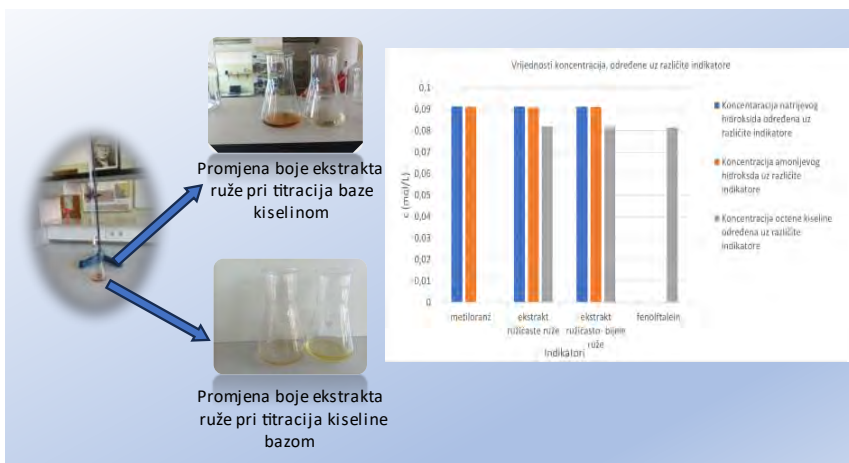 Promjena boje ekstrakta
ruže pri titracija baze
kiselinom
Promjena boje ekstrakta
ruže pri titracija kiseline
bazom
Vrijednosti koncentracija, određene uz različite indikatore
0,1
0,09
0,08
0,07
0,06
0,05
0,04
0,03
0,02
0,01
0
c (mol/L)
metiloranž
ekstrakt
ružičaste ruže
ekstrakt
ružičasto- bijele
ruže
fenolftalein
Indikatori
Koncentaracija natrijevog
hidroksida određena uz
različite indikatore
Koncentracija amonijevog
hidroksda uz različite
indikatore
Koncentracija octene kiseline
određena uz različite
indikatore